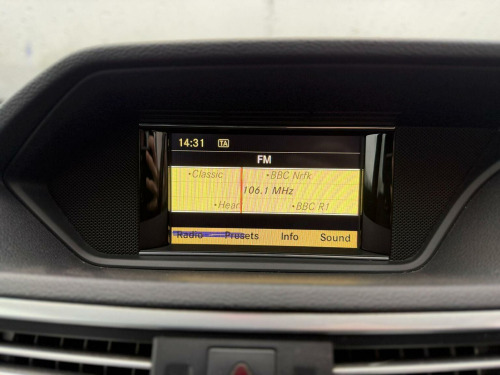 14:31 TA
FM
•Classic •BBC Nrfk
106.1 MHz
•Hear •BBC R1
Radio Presets Info Sound